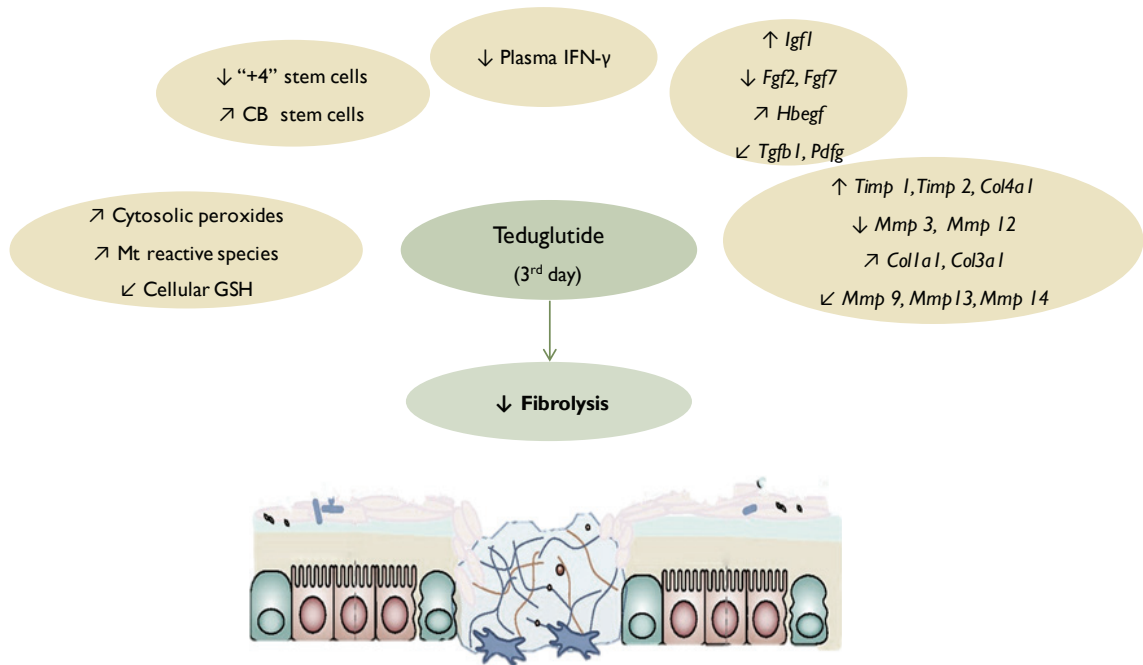 ↓ "+4" stem cells
↗ CB stem cells
↓ Plasma IFN-γ
↑ Igf1
↓ Fgf2, Fgf7
↗ Hbegf
↙ Tgfb1, Pdfg
↗ Cytosolic peroxides
↗ Mt reactive species
↙ Cellular GSH
Teduglutide
(3rd day)
↑ Timp 1, Timp 2, Col4a1
↓ Mmp 3, Mmp 12
↗ Col1a1, Col3a1
↙ Mmp 9, Mmp13, Mmp 14
↓ Fibrolysis